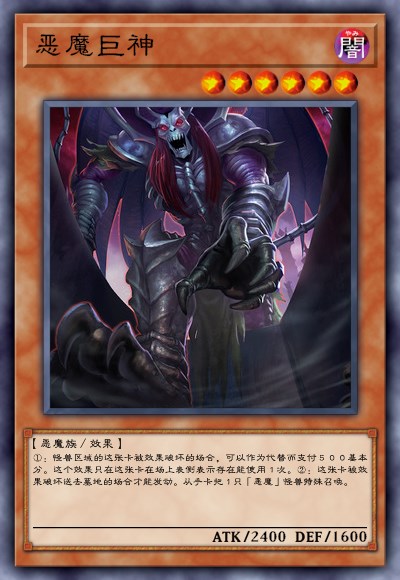 恶魔巨神
やみ
闇
【恶魔族/效果】
①:怪兽区域的这张卡被效果破坏的场合,可以作为代替而支付500基本
分。这个效果只在这张卡在场上表侧表示存在能使用1次。②:这张卡被效
果破坏送去墓地的场合才能发动。从手卡把1只「恶魔」怪兽特殊召唤。
ATK/2400 DEF/1600